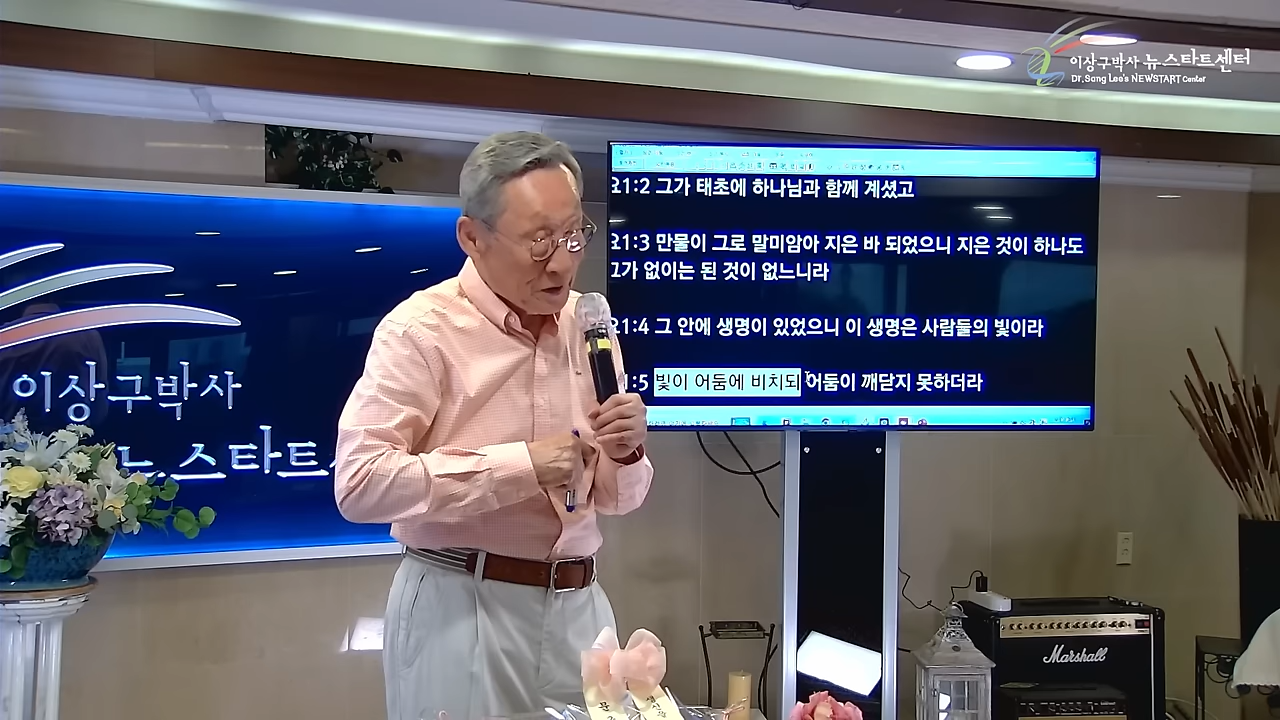 이상구박사 뉴스타트센터
Dr.Sang Lee's NEWSTART Center
1:2 그가 태초에 하나님과 함께 계셨고
1:3 만물이 그로 말미암아 지은 바 되었으니 지은 것이 하나도
그가 없이는 된 것이 없느니라
1:4 그 안에 생명이 있었으니 이 생명은 사람들의 빛이라
1:5 빛이 어둠에 비치되 어둠이 깨닫지 못하더라
이상구박사
뉴스타트
Marshall